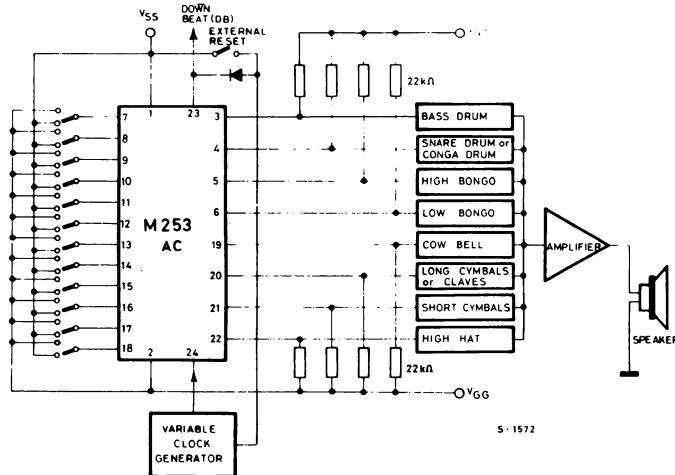 VSS
DOWN
BEAT (DB)
EXTERNAL
RESET
1
23
22kΩ
7
8
9
10
11
12
13
14
15
16
17
18
M253
AC
3
4
5
6
19
20
21
22
2
24
BASS DRUM
SNARE DRUM or
CONGA DRUM
HIGH BONGO
LOW BONGO
COW BELL
LONG CYMBALS
or CLAVES
SHORT CYMBALS
HIGH HAT
AMPLIFIER
SPEAKER
22kΩ
VGG
VARIABLE
CLOCK
GENERATOR
S-1572